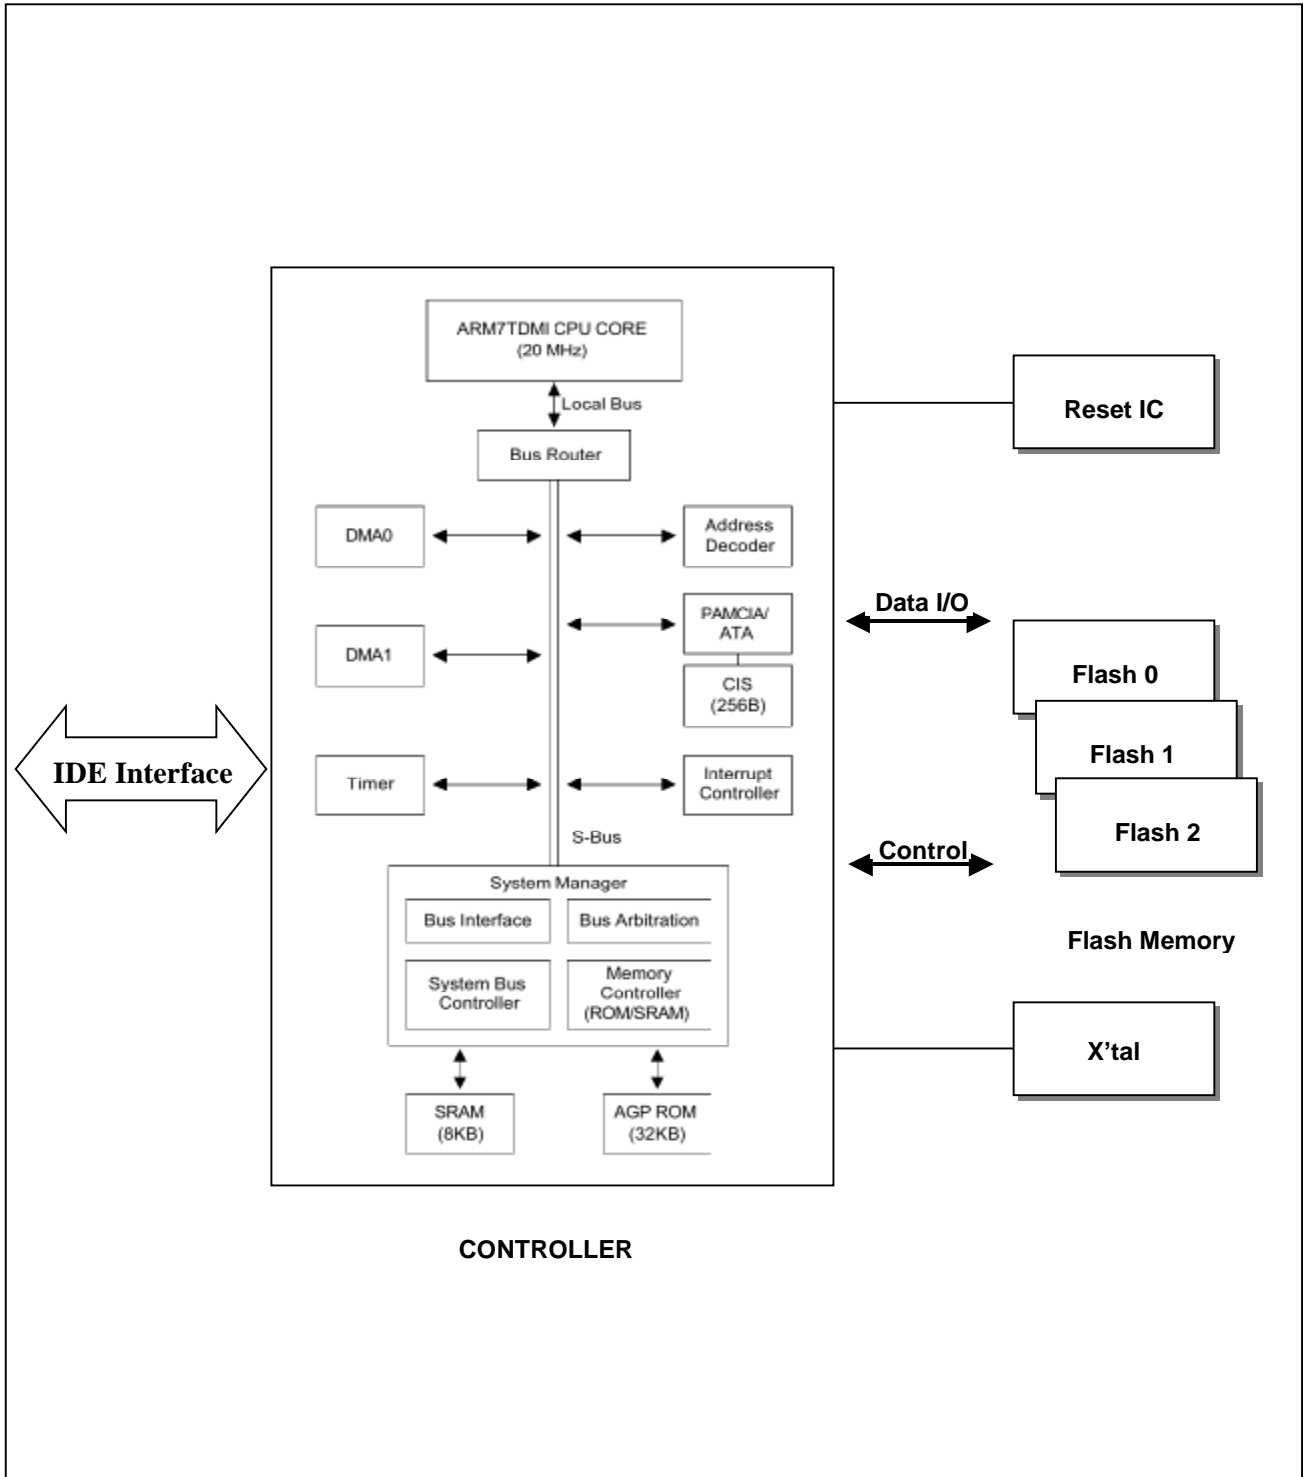 ARM7TDMI CPU CORE
(20 MHz)
Local Bus
Bus Router
DMA0
Address
Decoder
PAMCIA/
ATA
DMA1
CIS
(256B)
Timer
Interrupt
Controller
S-Bus
System Manager
Bus Interface
Bus Arbitration
System Bus
Controller
Memory
Controller
(ROM/SRAM)
SRAM
(8KB)
AGP ROM
(32KB)
CONTROLLER
IDE Interface
Reset IC
Data I/O
Flash 0
Flash 1
Flash 2
Control
Flash Memory
X’tal